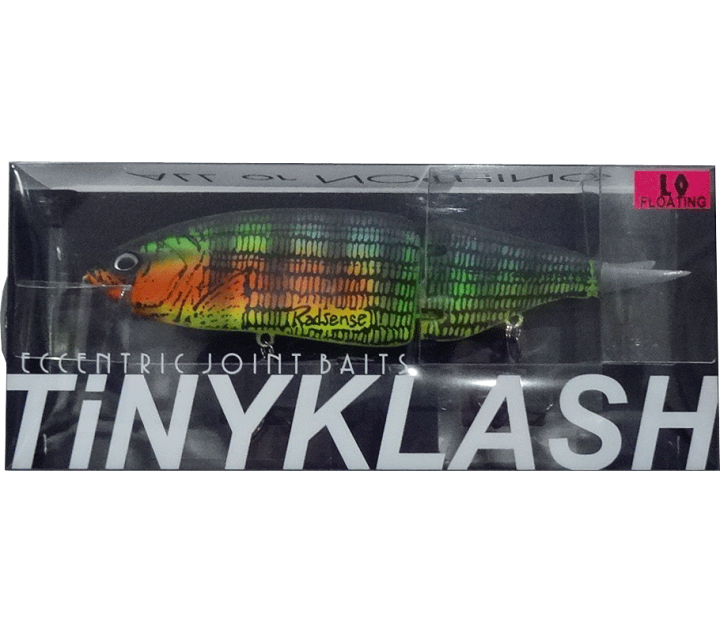 ALL or NOTHING
LO
FLOATING
Radsense
ECCENTRIC JOINT BAITS
TiNYKLASH